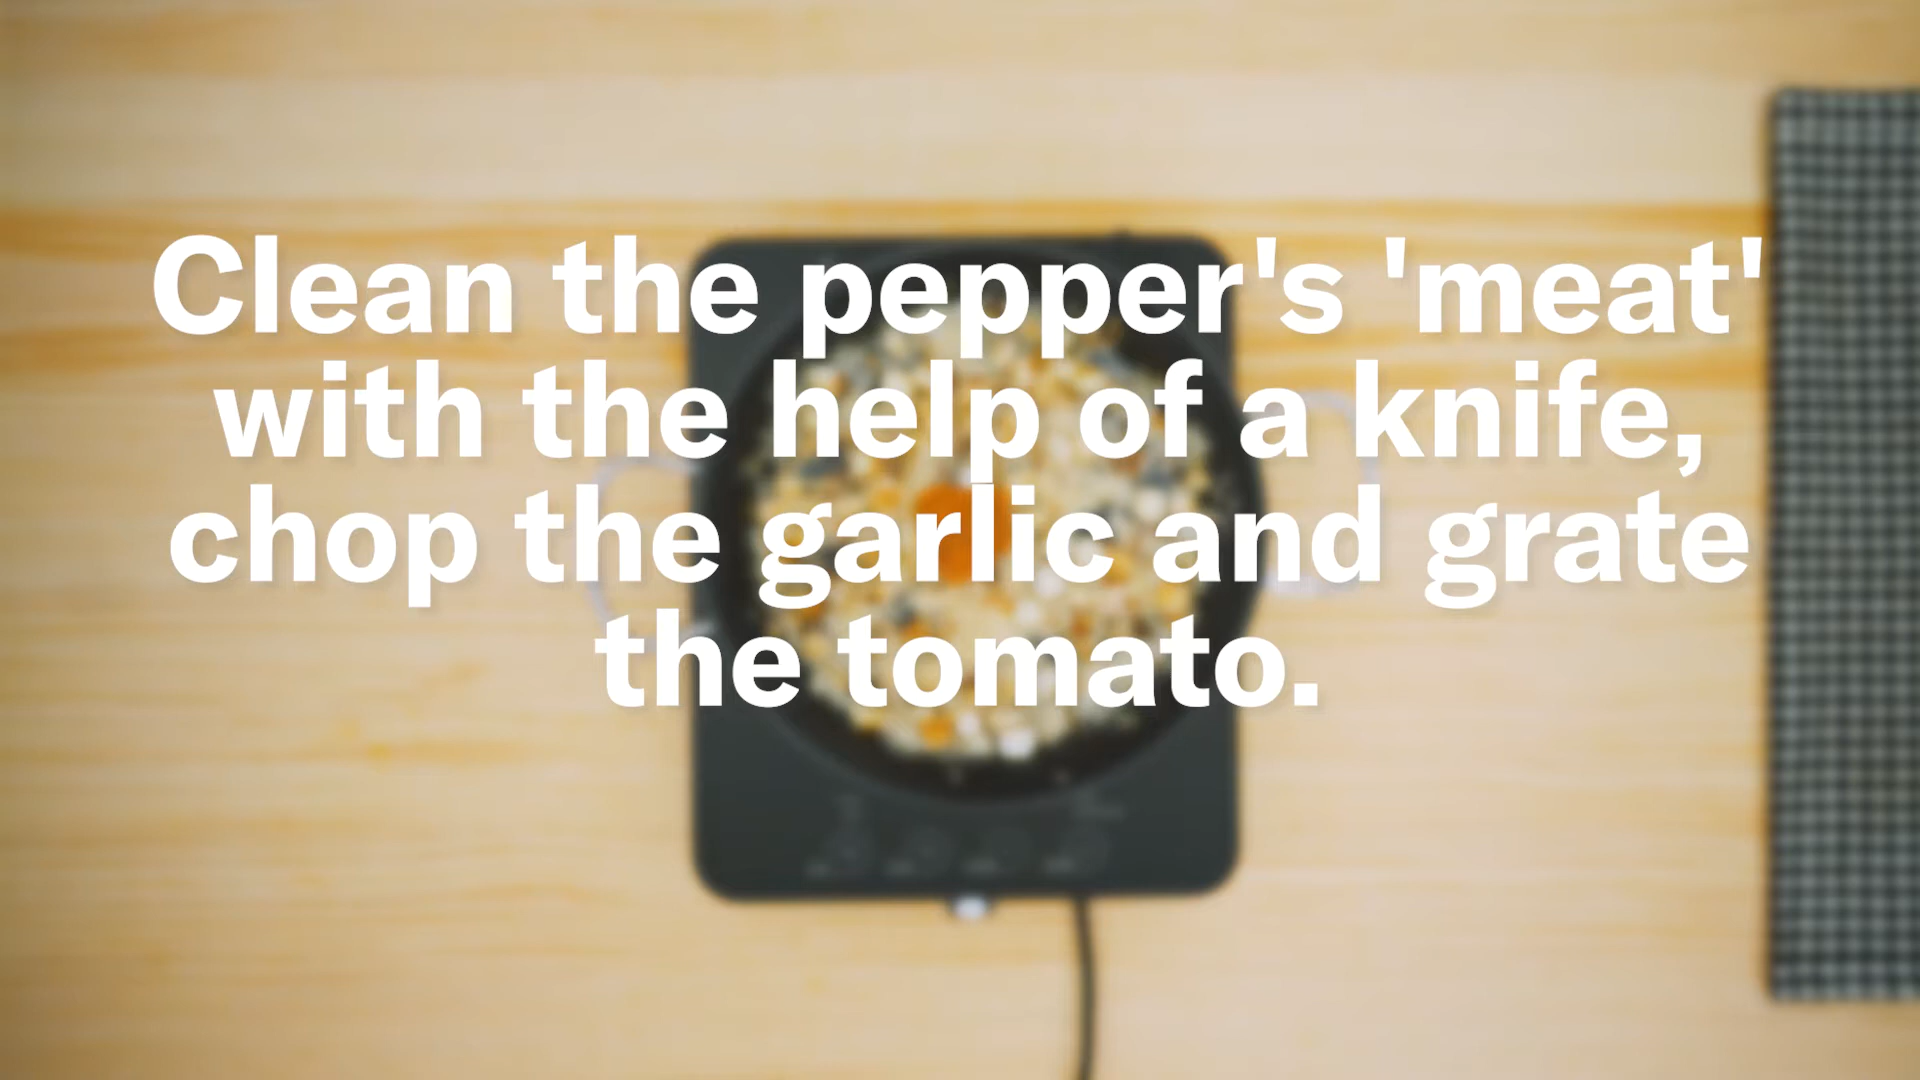 Clean the pepper's 'meat'
with the help of a knife,
chop the garlic and grate
the tomato.